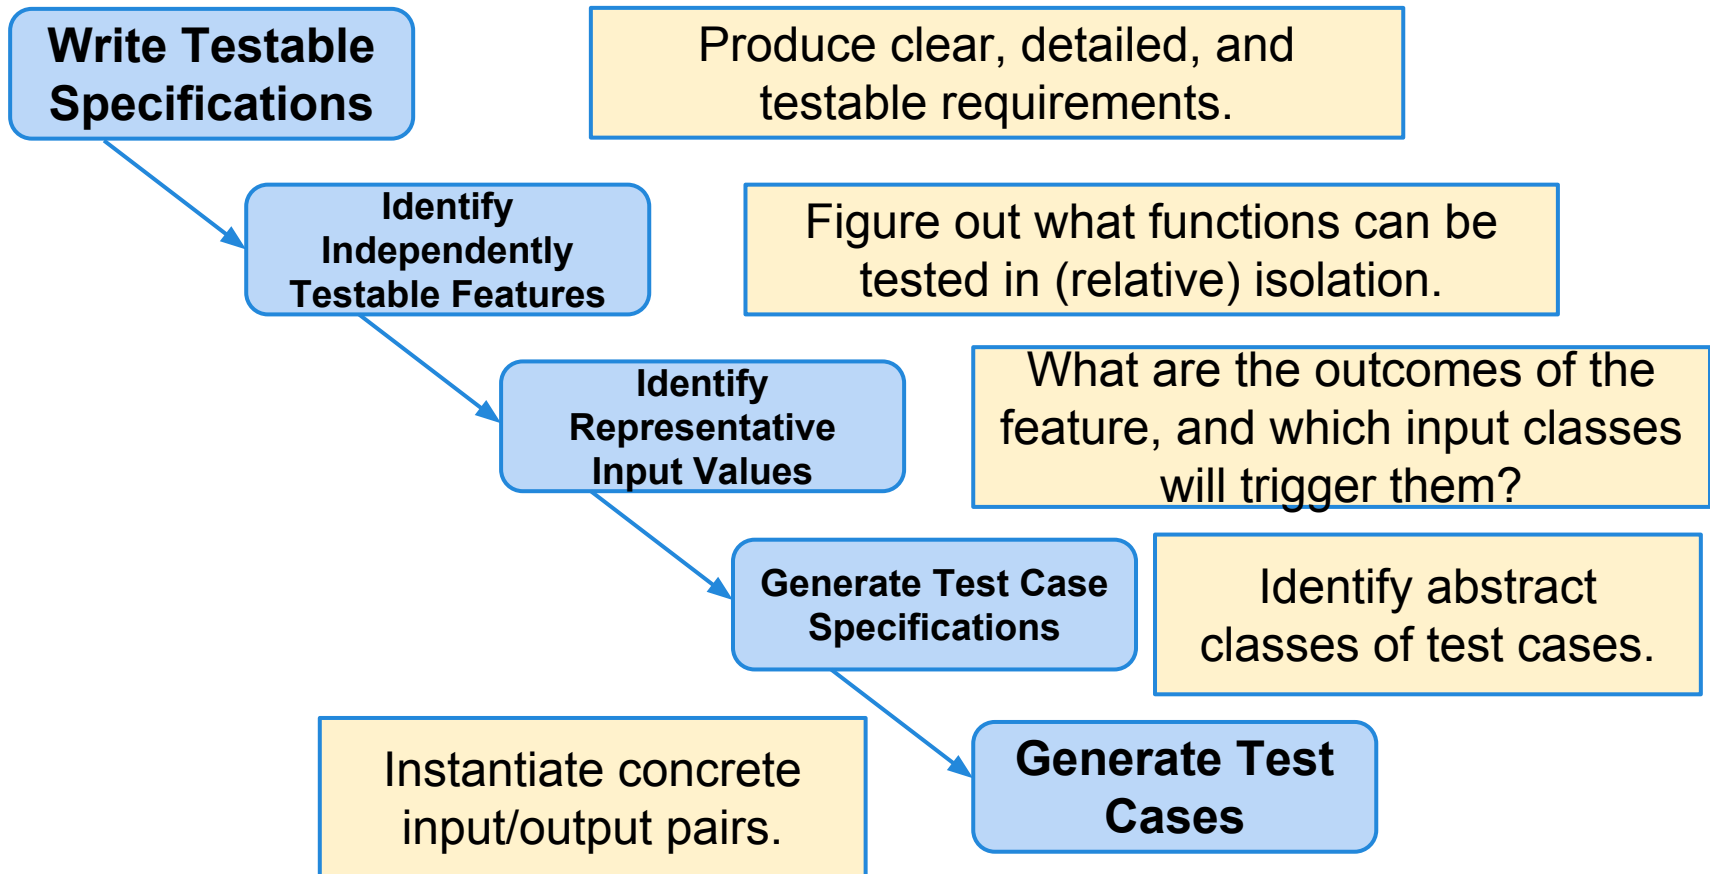 Write Testable
Specifications
Produce clear, detailed, and
testable requirements.
Identify
Independently
Testable Features
Figure out what functions can be
tested in (relative) isolation.
Identify
Representative
Input Values
What are the outcomes of the
feature, and which input classes
will trigger them?
Generate Test Case
Specifications
Identify abstract
classes of test cases.
Instantiate concrete
input/output pairs.
Generate Test
Cases